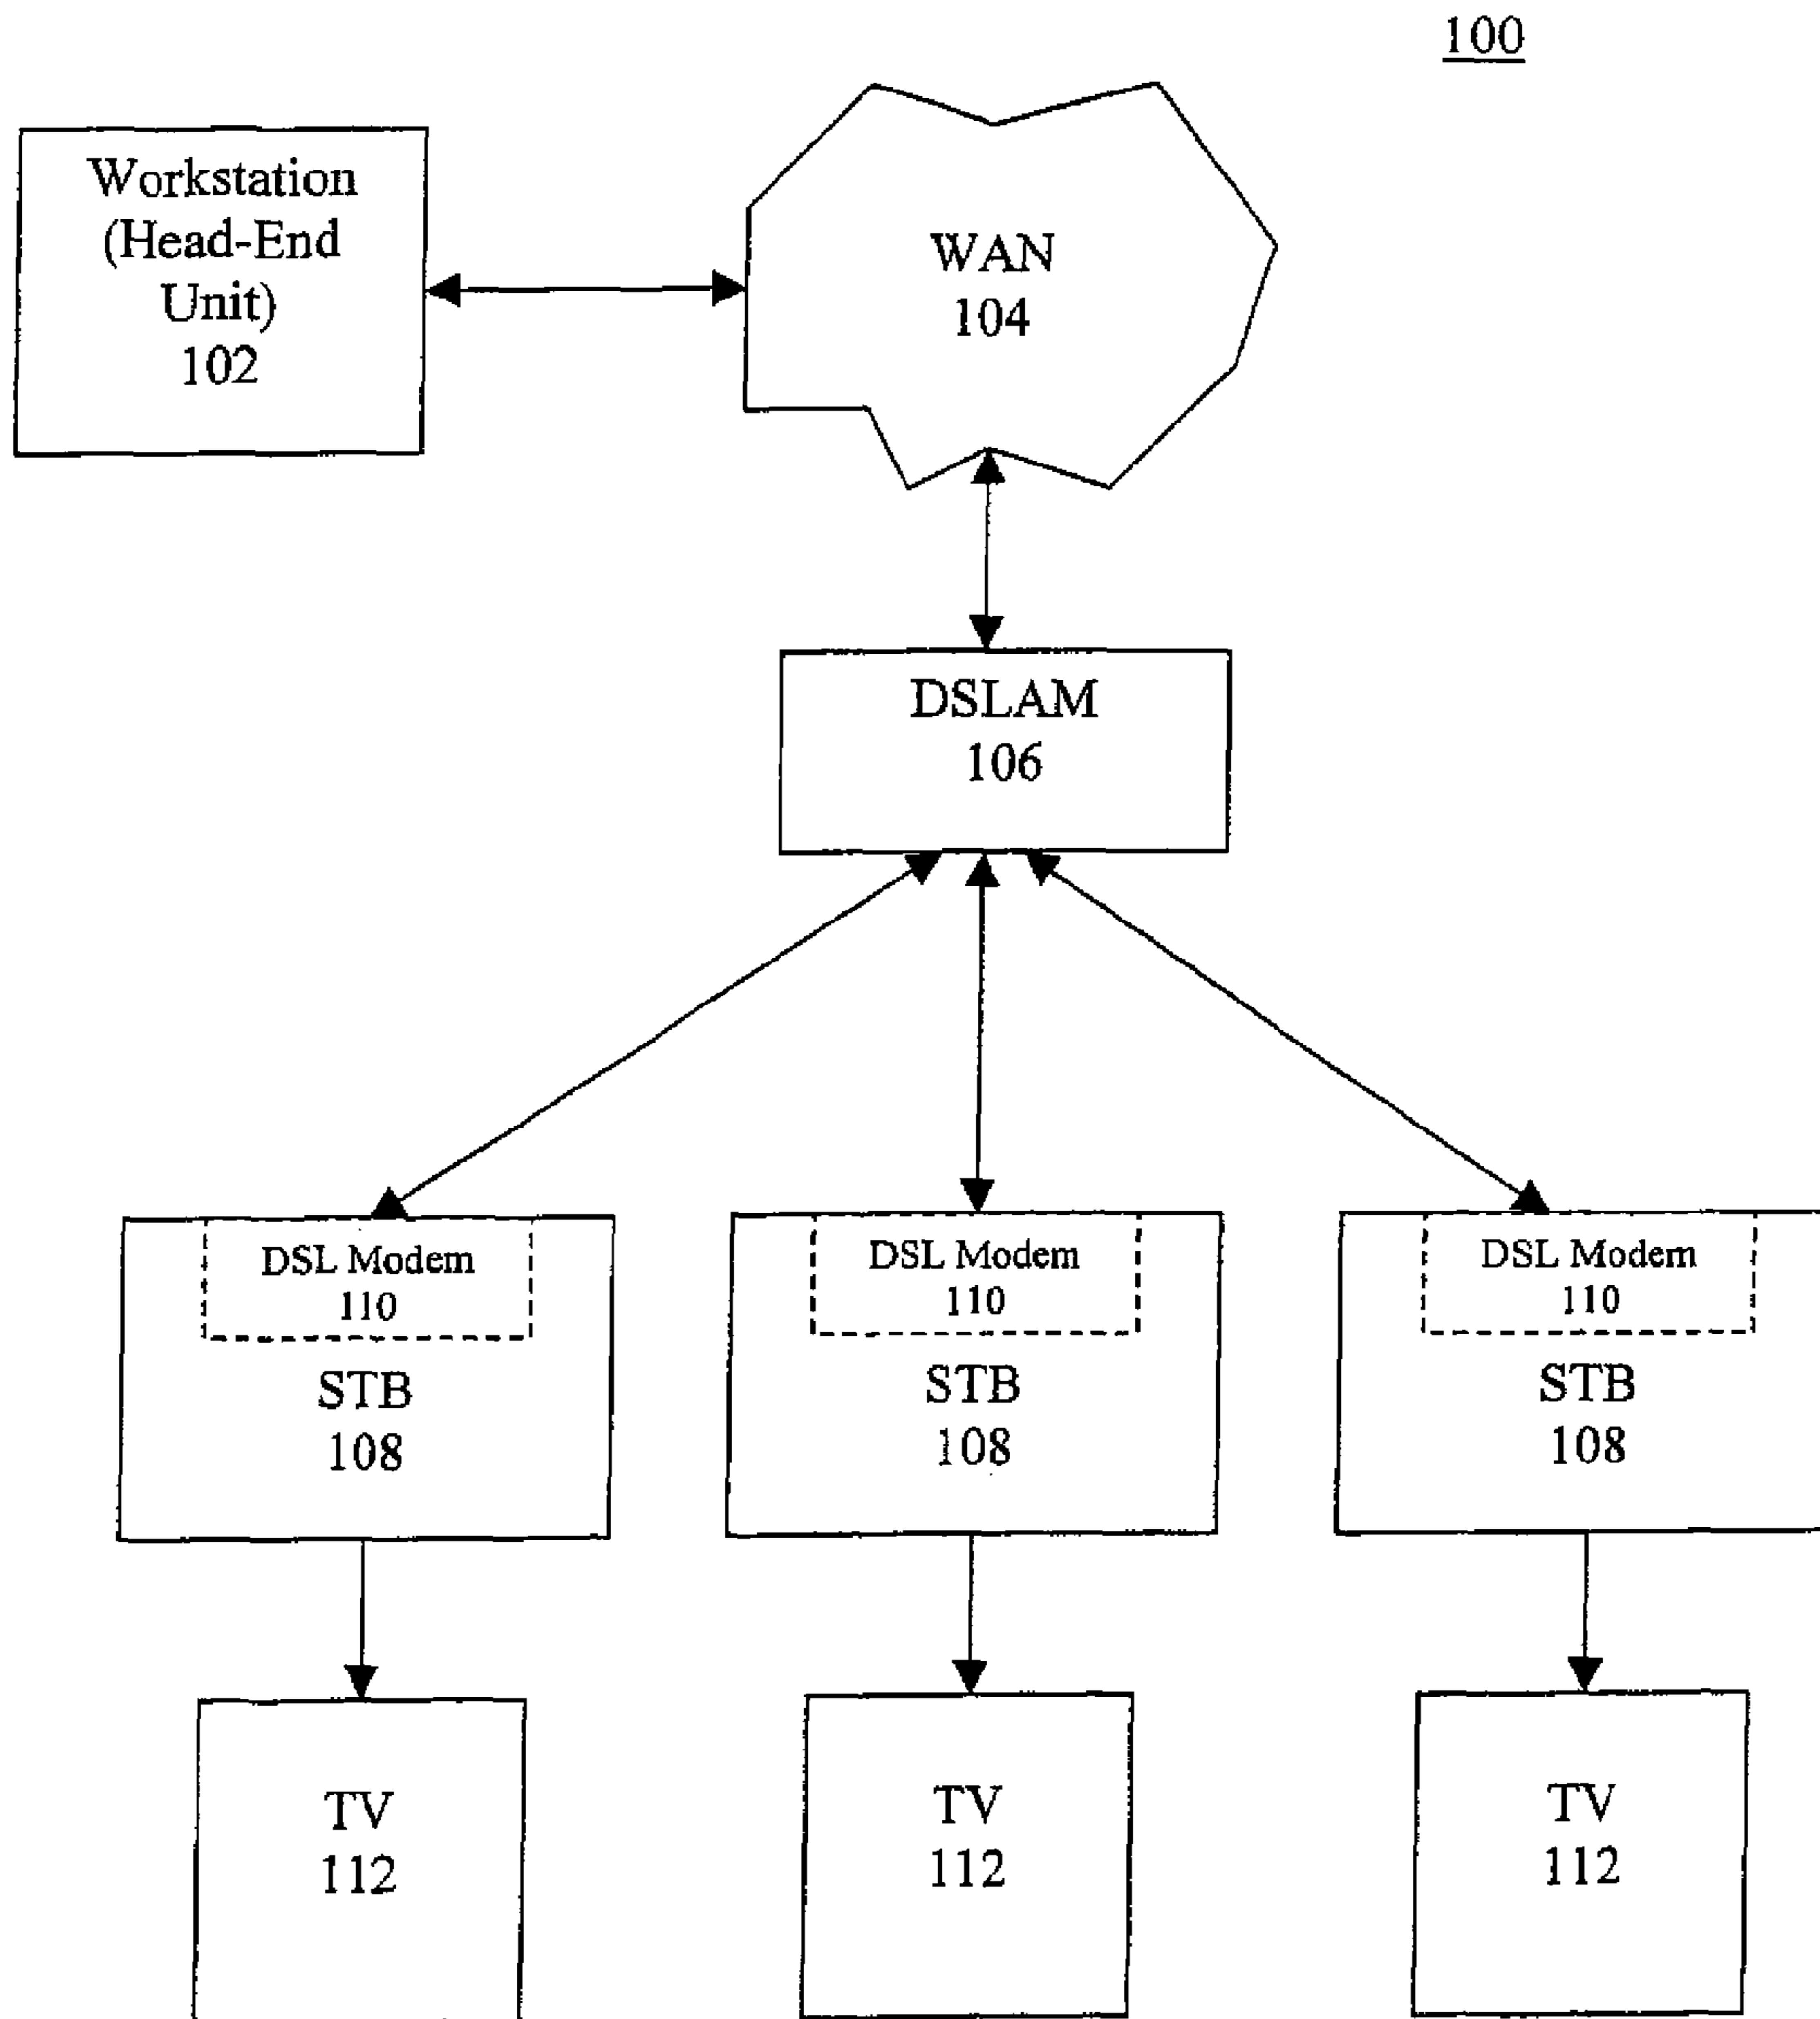 100
Workstation
(Head-End
Unit)
102
WAN
104
DSLAM
106
DSL Modem
110
STB
108
DSL Modem
110
STB
108
DSL Modem
110
STB
108
TV
112
TV
112
TV
112